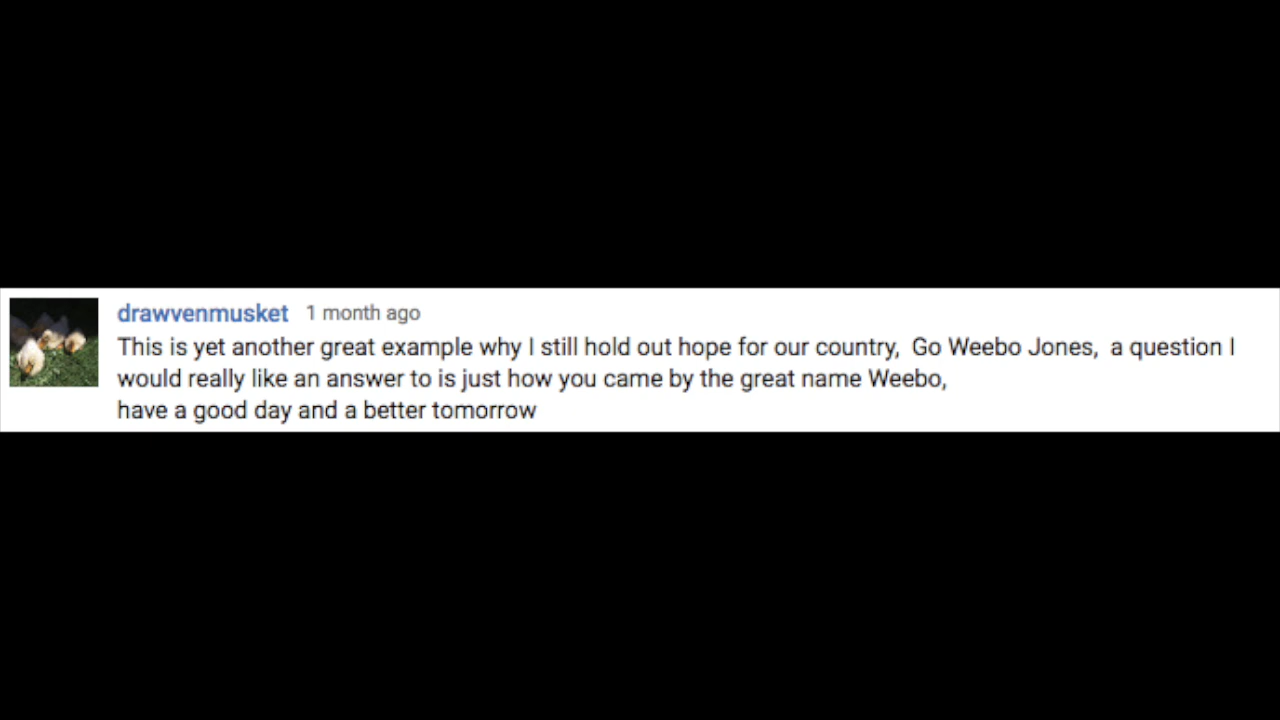 drawvenmusket 1 month ago
This is yet another great example why I still hold out hope for our country,  Go Weebo Jones,  a question I
would really like an answer to is just how you came by the great name Weebo,
have a good day and a better tomorrow